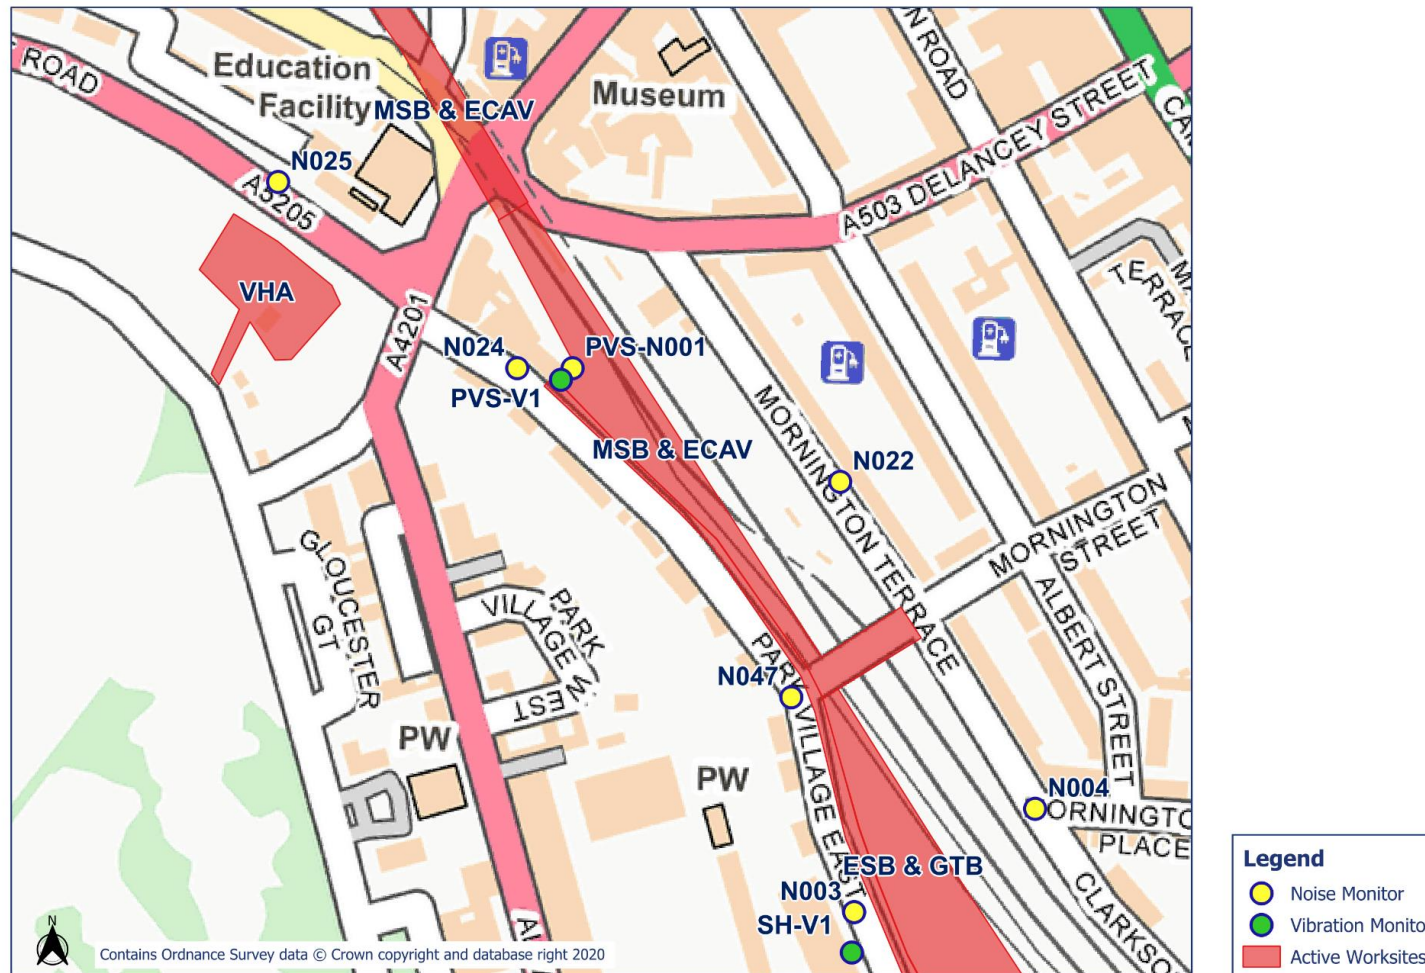 ROAD
Education
Facility
MSB & ECAV
Museum
N ROAD
A503 DELANCEY STREET
N025
A5205
VHA
A4201
N024
PVS-N001
PVS-V1
MSB & ECAV
N022
MORNINGTON TERRACE
MORNINGTON
STREET
TERRACE
ALBERT STREET
GLOUCESTER
GT
PARK
VILLAGE W
EST
PARK VILLAGE EAST
N047
PW
PW
N004
ORNINGTO
PLACE
ESB & GTB
N003
SH-V1
CLARKSO
N
Contains Ordnance Survey data © Crown copyright and database right 2020
Legend
Noise Monitor
Vibration Monito
Active Worksites